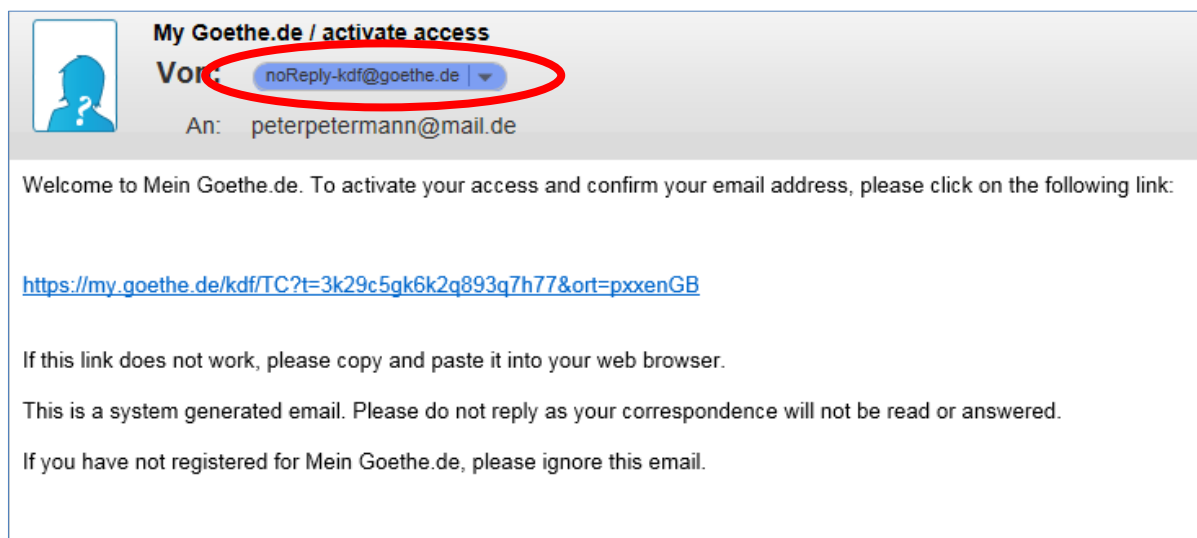 My Goethe.de / activate access
Von: noReply-kdf@goethe.de
An: peterpetermann@mail.de
Welcome to Mein Goethe.de. To activate your access and confirm your email address, please click on the following link:
https://my.goethe.de/kdf/TC?t=3k29c5gk6k2q893q7h77&ort=pxxenGB
If this link does not work, please copy and paste it into your web browser.
This is a system generated email. Please do not reply as your correspondence will not be read or answered.
If you have not registered for Mein Goethe.de, please ignore this email.